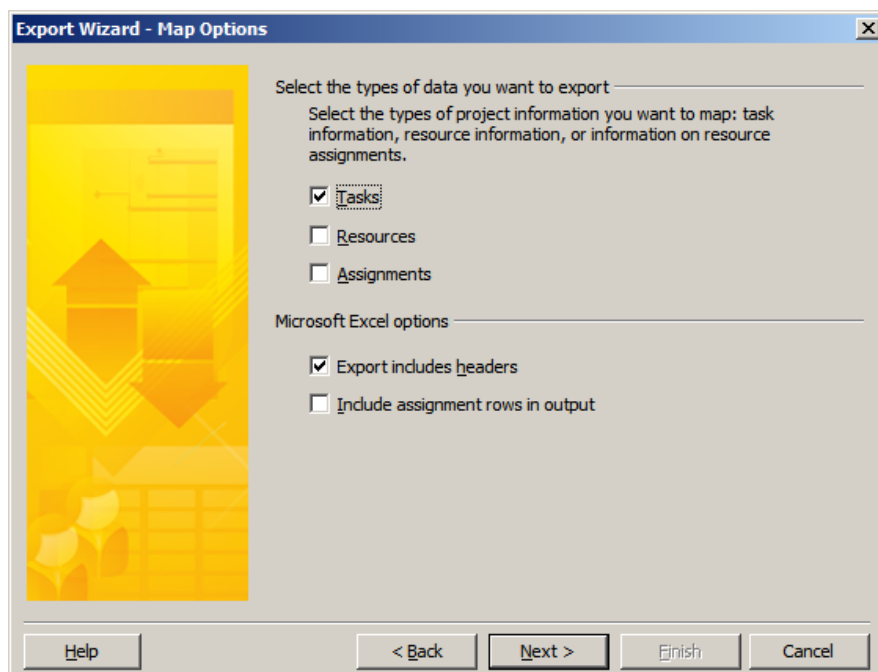 Export Wizard - Map Options
Select the types of data you want to export
Select the types of project information you want to map: task
information, resource information, or information on resource
assignments.
Tasks
Resources
Assignments
Microsoft Excel options
Export includes headers
Include assignment rows in output
Help
< Back
Next >
Finish
Cancel